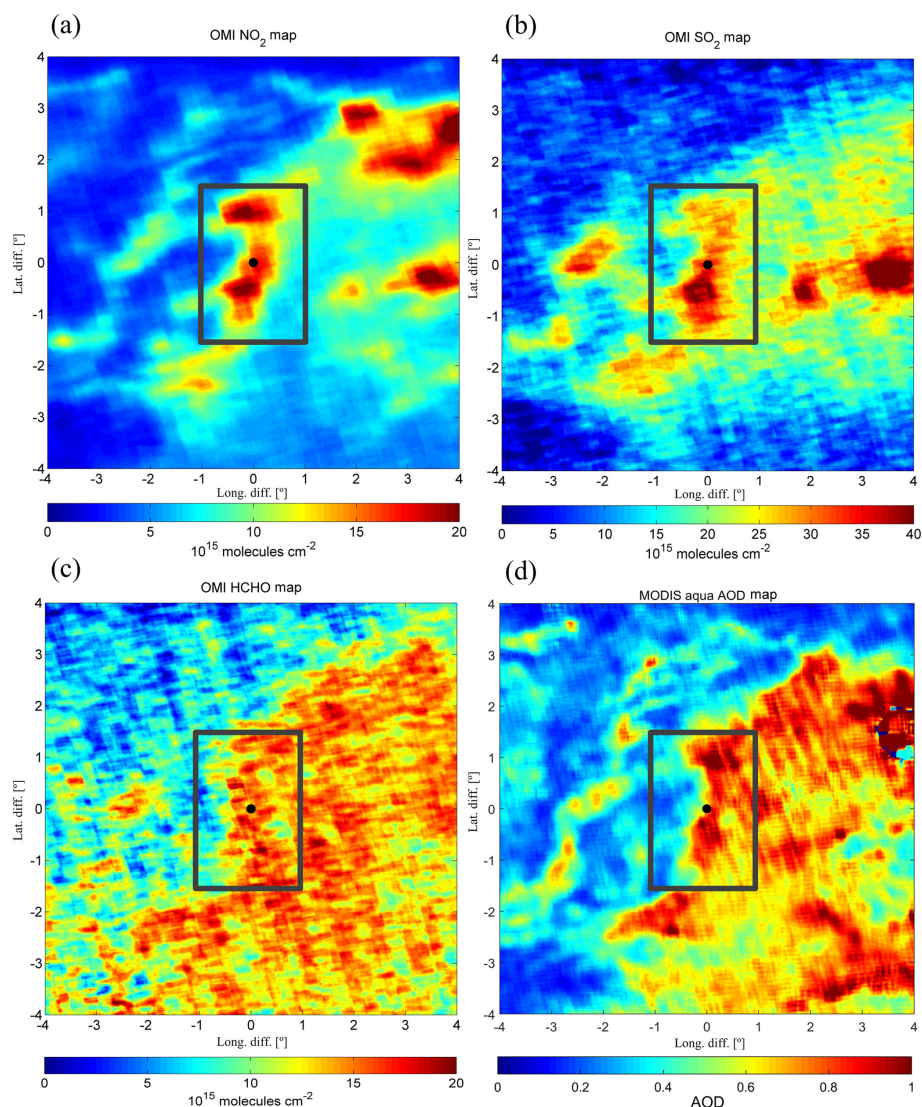 (a)
OMI NO₂ map
4
3
2
1
0
-1
-2
-3
-4
Lat. diff. [º]
-4 -3 -2 -1 0 1 2 3 4
Long. diff. [º]
0 5 10 15 20
10¹⁵ molecules cm⁻²
(b)
OMI SO₂ map
4
3
2
1
0
-1
-2
-3
-4
Lat. diff. [º]
-4 -3 -2 -1 0 1 2 3 4
Long. diff. [º]
0 5 10 15 20 25 30 35 40
10¹⁵ molecules cm⁻²
(c)
OMI HCHO map
4
3
2
1
0
-1
-2
-3
-4
Lat. diff. [º]
-4 -3 -2 -1 0 1 2 3 4
Long. diff. [º]
0 5 10 15 20
10¹⁵ molecules cm⁻²
(d)
MODIS aqua AOD map
4
3
2
1
0
-1
-2
-3
-4
Lat. diff. [º]
-4 -3 -2 -1 0 1 2 3 4
Long. diff. [º]
0 0.2 0.4 0.6 0.8 1
AOD